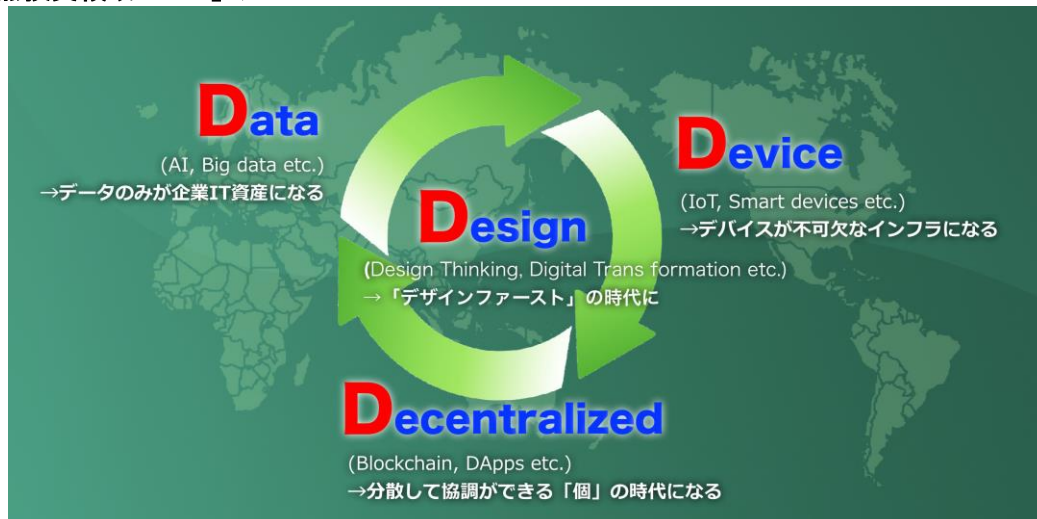 Data
(AI, Big data etc.)
→データのみが企業IT資産になる
Device
(IoT, Smart devices etc.)
→デバイスが不可欠なインフラになる
Design
(Design Thinking, Digital Trans formation etc.)
→「デザインファースト」の時代に
Decentralized
(Blockchain, DApps etc.)
→分散して協調ができる「個」の時代になる